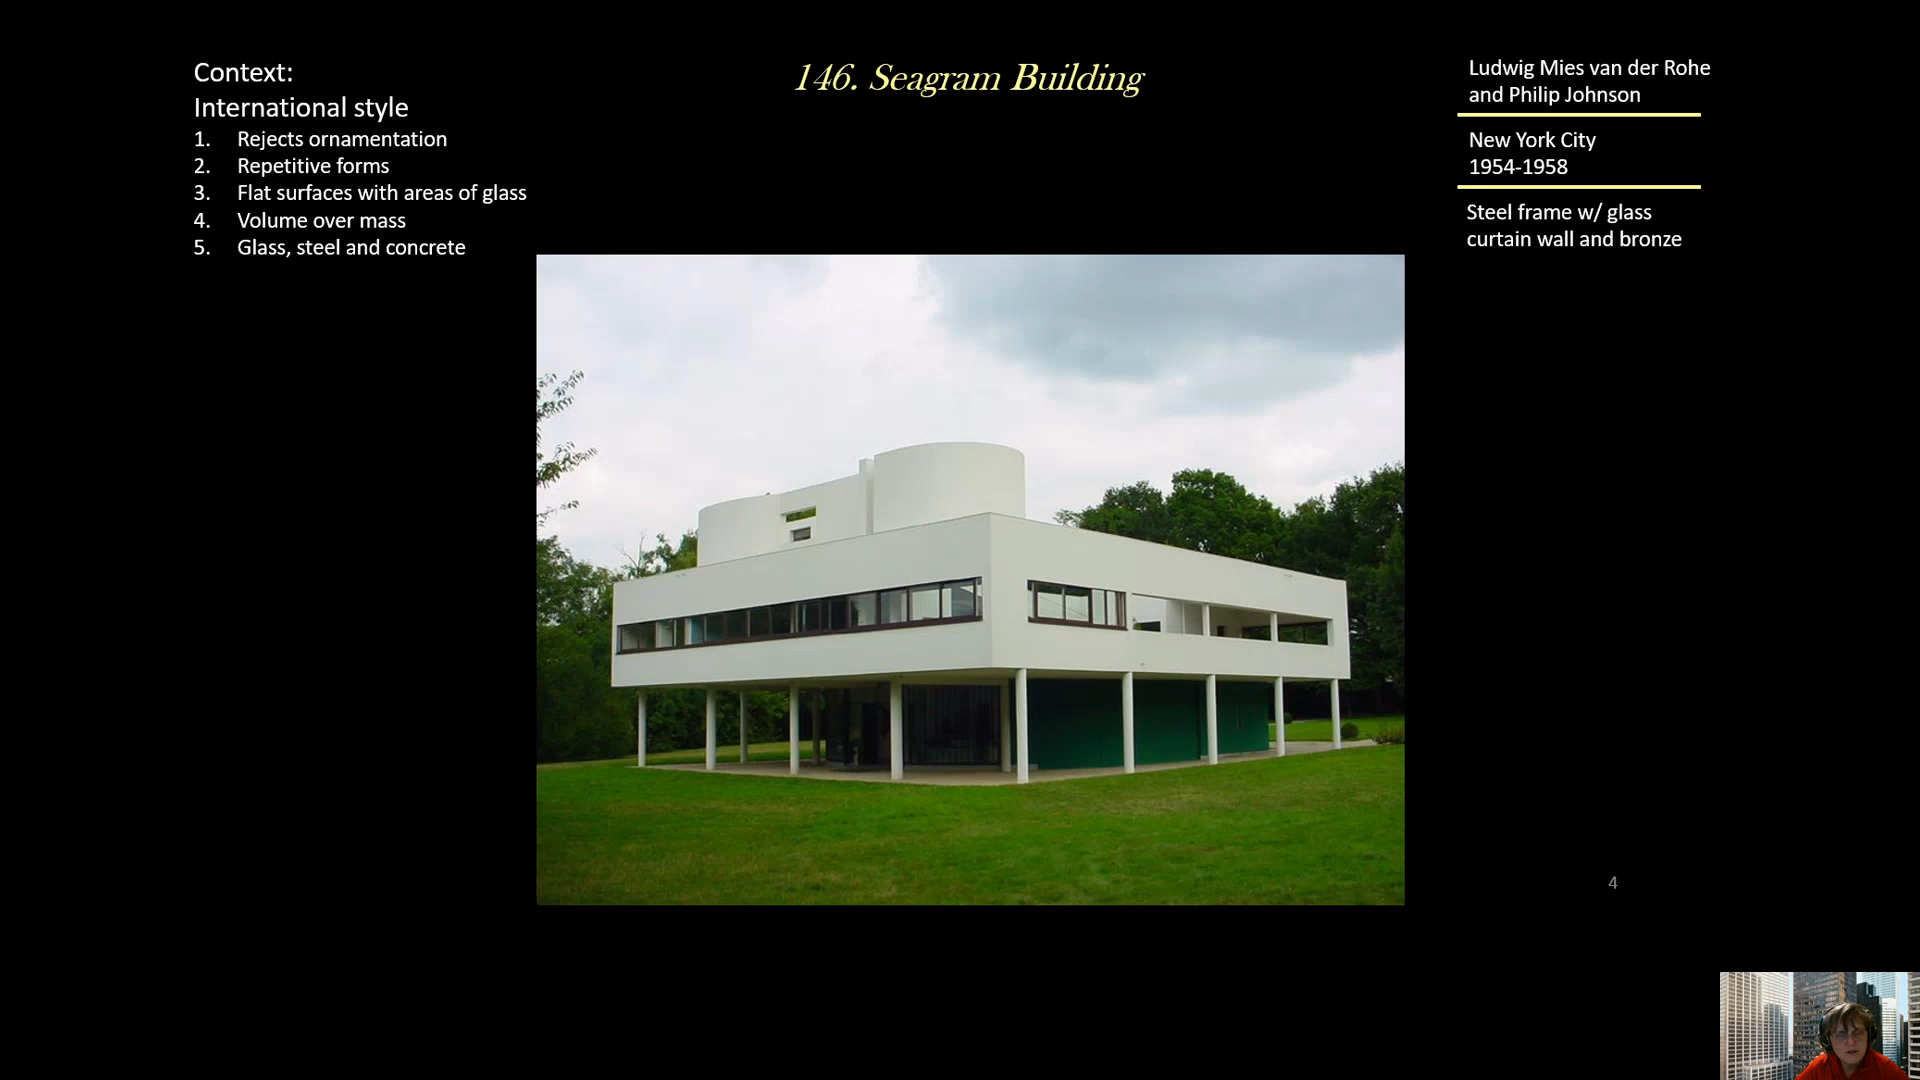 Context:
International style
1. Rejects ornamentation
2. Repetitive forms
3. Flat surfaces with areas of glass
4. Volume over mass
5. Glass, steel and concrete
146. Seagram Building
Ludwig Mies van der Rohe
and Philip Johnson
New York City
1954-1958
Steel frame w/ glass
curtain wall and bronze
4